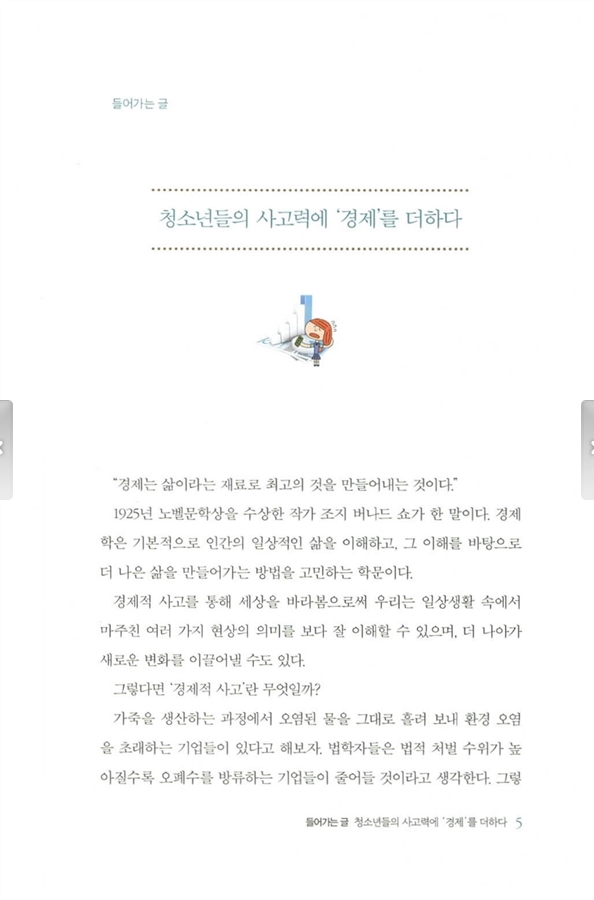 들어가는 글
청소년들의 사고력에 ‘경제’를 더하다
“경제는 삶이라는 재료로 최고의 것을 만들어내는 것이다.”
1925년 노벨문학상을 수상한 작가 조지 버나드 쇼가 한 말이다. 경제
학은 기본적으로 인간의 일상적인 삶을 이해하고, 그 이해를 바탕으로
더 나은 삶을 만들어가는 방법을 고민하는 학문이다.
경제적 사고를 통해 세상을 바라봄으로써 우리는 일상생활 속에서
마주친 여러 가지 현상의 의미를 보다 잘 이해할 수 있으며, 더 나아가
새로운 변화를 이끌어낼 수도 있다.
그렇다면 ‘경제적 사고’란 무엇일까?
가죽을 생산하는 과정에서 오염된 물을 그대로 흘려 보내 환경 오염
을 초래하는 기업들이 있다고 해보자. 법학자들은 법적 처벌 수위가 높
아질수록 오폐수를 방류하는 기업들이 줄어들 것이라고 생각한다. 그렇
들어가는 글 청소년들의 사고력에 ‘경제’를 더하다 5